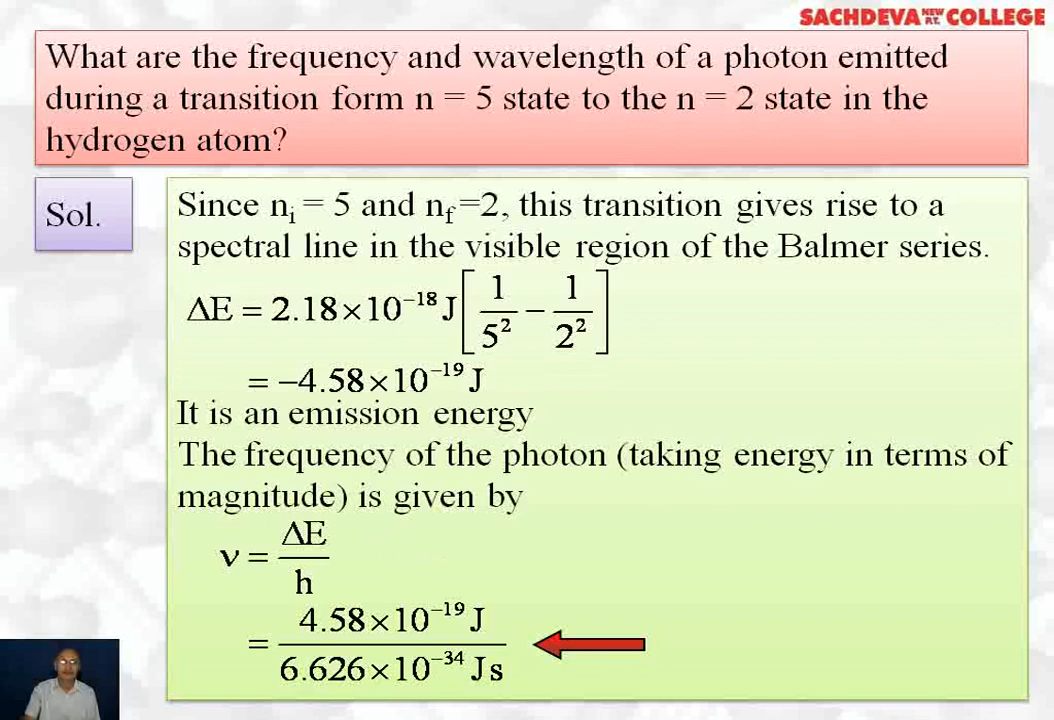 SACHDEVA NEW P.T. COLLEGE
What are the frequency and wavelength of a photon emitted
during a transition form n = 5 state to the n = 2 state in the
hydrogen atom?
Sol.
Since nᵢ = 5 and n_f =2, this transition gives rise to a
spectral line in the visible region of the Balmer series.
ΔE = 2.18×10⁻¹⁸ J[1/5² − 1/2²]
= −4.58×10⁻¹⁹ J
It is an emission energy
The frequency of the photon (taking energy in terms of
magnitude) is given by
ν = ΔE/h
= 4.58×10⁻¹⁹ J / 6.626×10⁻³⁴ Js